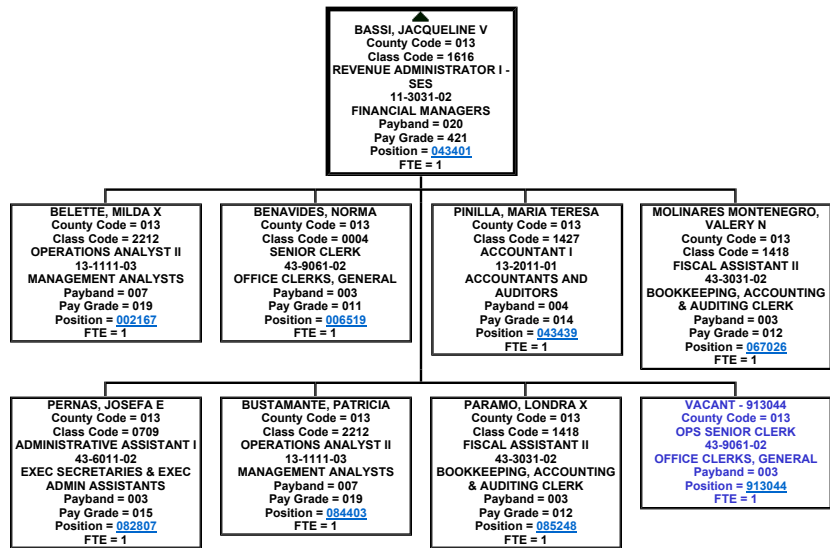 BASSI, JACQUELINE V
County Code = 013
Class Code = 1616
REVENUE ADMINISTRATOR I -
SES
11-3031-02
FINANCIAL MANAGERS
Payband = 020
Pay Grade = 421
Position = 043401
FTE = 1
BELETTE, MILDA X
County Code = 013
Class Code = 2212
OPERATIONS ANALYST II
13-1111-03
MANAGEMENT ANALYSTS
Payband = 007
Pay Grade = 019
Position = 002167
FTE = 1
BENAVIDES, NORMA
County Code = 013
Class Code = 0004
SENIOR CLERK
43-9061-02
OFFICE CLERKS, GENERAL
Payband = 003
Pay Grade = 011
Position = 006519
FTE = 1
PINILLA, MARIA TERESA
County Code = 013
Class Code = 1427
ACCOUNTANT I
13-2011-01
ACCOUNTANTS AND
AUDITORS
Payband = 004
Pay Grade = 014
Position = 043439
FTE = 1
MOLINARES MONTENEGRO,
VALERY N
County Code = 013
Class Code = 1418
FISCAL ASSISTANT II
43-3031-02
BOOKKEEPING, ACCOUNTING
& AUDITING CLERK
Payband = 003
Pay Grade = 012
Position = 067026
FTE = 1
PERNAS, JOSEFA E
County Code = 013
Class Code = 0709
ADMINISTRATIVE ASSISTANT I
43-6011-02
EXEC SECRETARIES & EXEC
ADMIN ASSISTANTS
Payband = 003
Pay Grade = 015
Position = 082807
FTE = 1
BUSTAMANTE, PATRICIA
County Code = 013
Class Code = 2212
OPERATIONS ANALYST II
13-1111-03
MANAGEMENT ANALYSTS
Payband = 007
Pay Grade = 019
Position = 084403
FTE = 1
PARAMO, LONDRA X
County Code = 013
Class Code = 1418
FISCAL ASSISTANT II
43-3031-02
BOOKKEEPING, ACCOUNTING
& AUDITING CLERK
Payband = 003
Pay Grade = 012
Position = 085248
FTE = 1
VACANT - 913044
County Code = 013
OPS SENIOR CLERK
43-9061-02
OFFICE CLERKS, GENERAL
Payband = 003
Position = 913044
FTE = 1